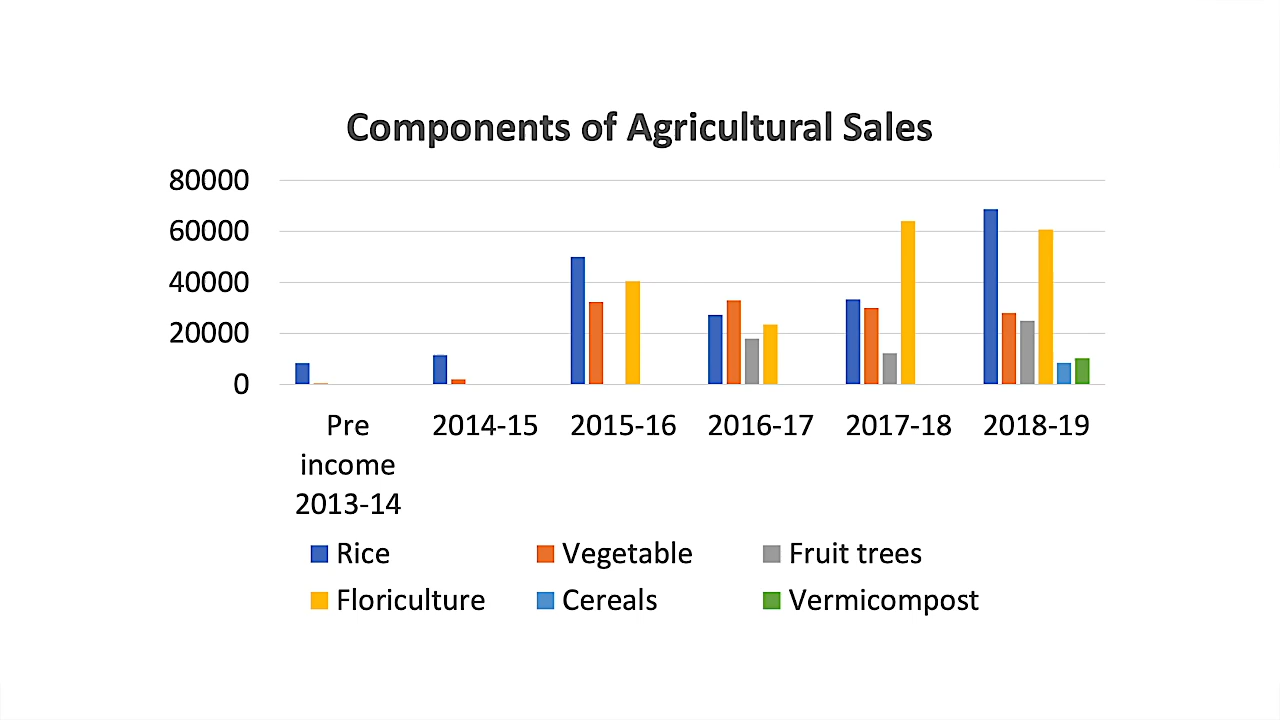 Components of Agricultural Sales
80000
60000
40000
20000
0
Pre income 2013-14
2014-15
2015-16
2016-17
2017-18
2018-19
Rice
Vegetable
Fruit trees
Floriculture
Cereals
Vermicompost